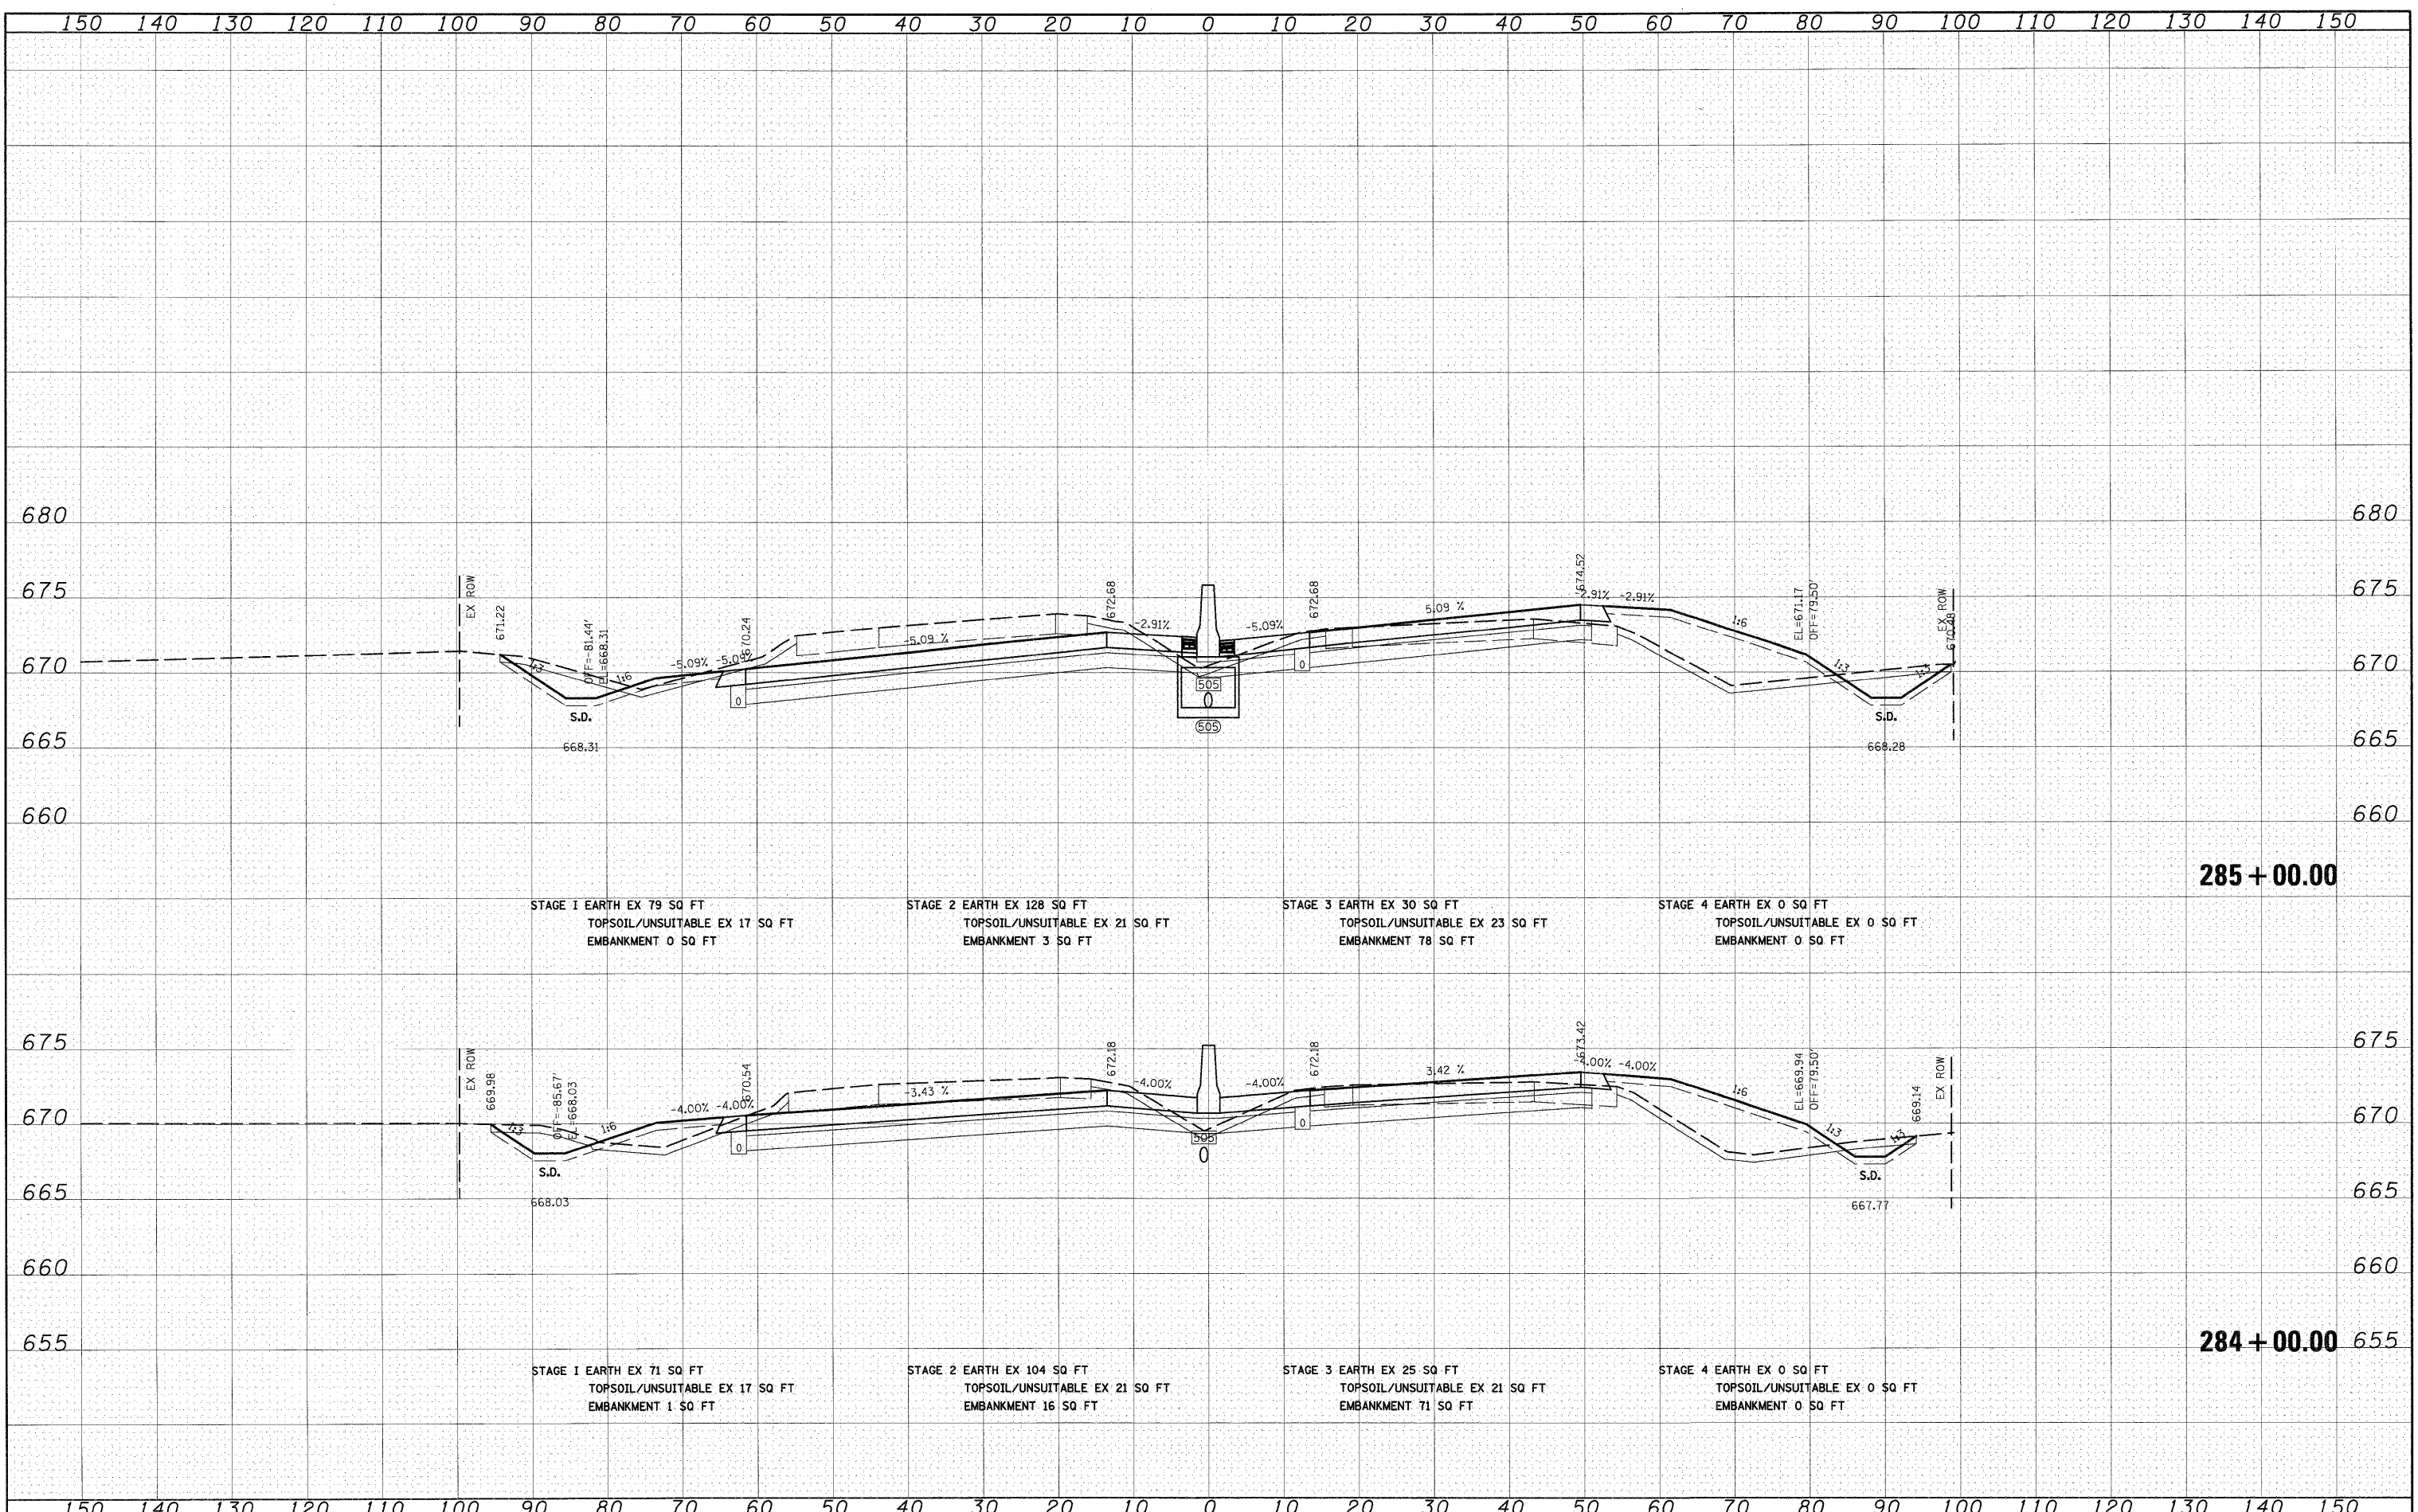 150 140 130 120 110 100 90 80 70 60 50 40 30 20 10 0 10 20 30 40 50 60 70 80 90 100 110 120 130 140 150
680 680
675 675
670 670
665 665
660 660
EX ROW
671.22
1:3
OFF=-81.44'
EL=668.31
1:6
S.D.
668.31
-5.09% -5.09%
670.24
0
-5.09 %
672.68
-2.91%
505
0
505
-5.09%
672.68
0
5.09 %
674.52
-2.91% -2.91%
1:6
EL=671.17
OFF=79.50'
1:3
S.D.
668.28
1:3
EX ROW
670.48
285+00.00
STAGE 1 EARTH EX 79 SQ FT
TOPSOIL/UNSUITABLE EX 17 SQ FT
EMBANKMENT 0 SQ FT
STAGE 2 EARTH EX 128 SQ FT
TOPSOIL/UNSUITABLE EX 21 SQ FT
EMBANKMENT 3 SQ FT
STAGE 3 EARTH EX 30 SQ FT
TOPSOIL/UNSUITABLE EX 23 SQ FT
EMBANKMENT 78 SQ FT
STAGE 4 EARTH EX 0 SQ FT
TOPSOIL/UNSUITABLE EX 0 SQ FT
EMBANKMENT 0 SQ FT
675 675
670 670
665 665
660 660
655 655
EX ROW
669.98
1:3
OFF=-85.67'
EL=668.03
1:6
S.D.
668.03
-4.00% -4.00%
670.54
0
-3.43 %
672.18
-4.00%
505
0
-4.00%
672.18
0
3.42 %
673.42
-4.00% -4.00%
1:6
EL=669.94
OFF=79.50'
1:3
S.D.
667.77
1:3
669.14
EX ROW
284+00.00
STAGE 1 EARTH EX 71 SQ FT
TOPSOIL/UNSUITABLE EX 17 SQ FT
EMBANKMENT 1 SQ FT
STAGE 2 EARTH EX 104 SQ FT
TOPSOIL/UNSUITABLE EX 21 SQ FT
EMBANKMENT 16 SQ FT
STAGE 3 EARTH EX 25 SQ FT
TOPSOIL/UNSUITABLE EX 21 SQ FT
EMBANKMENT 71 SQ FT
STAGE 4 EARTH EX 0 SQ FT
TOPSOIL/UNSUITABLE EX 0 SQ FT
EMBANKMENT 0 SQ FT
150 140 130 120 110 100 90 80 70 60 50 40 30 20 10 0 10 20 30 40 50 60 70 80 90 100 110 120 130 140 150